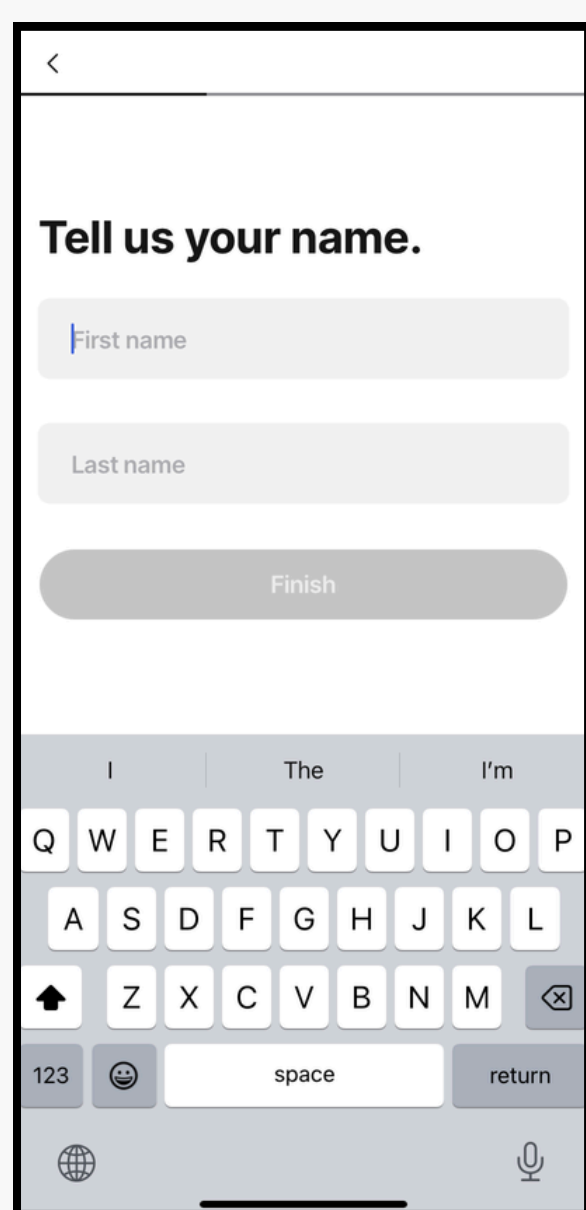 Tell us your name.
First name
Last name
Finish
I The I'm
Q W E R T Y U I O P
A S D F G H J K L
Z X C V B N M
123 space return